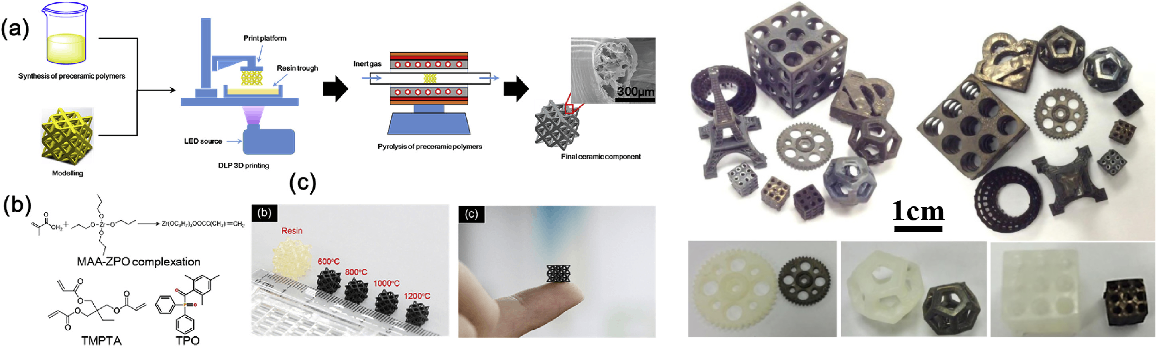 (a)
Synthesis of preceramic polymers
Modelling
Print platform
Resin trough
LED source
DLP 3D printing
Inert gas
Pyrolysis of preceramic polymers
300μm
Final ceramic component
(b)
MAA-ZPO complexation
TMPTA
TPO
(c)
(b)
Resin
600°C
800°C
1000°C
1200°C
(c)
1cm